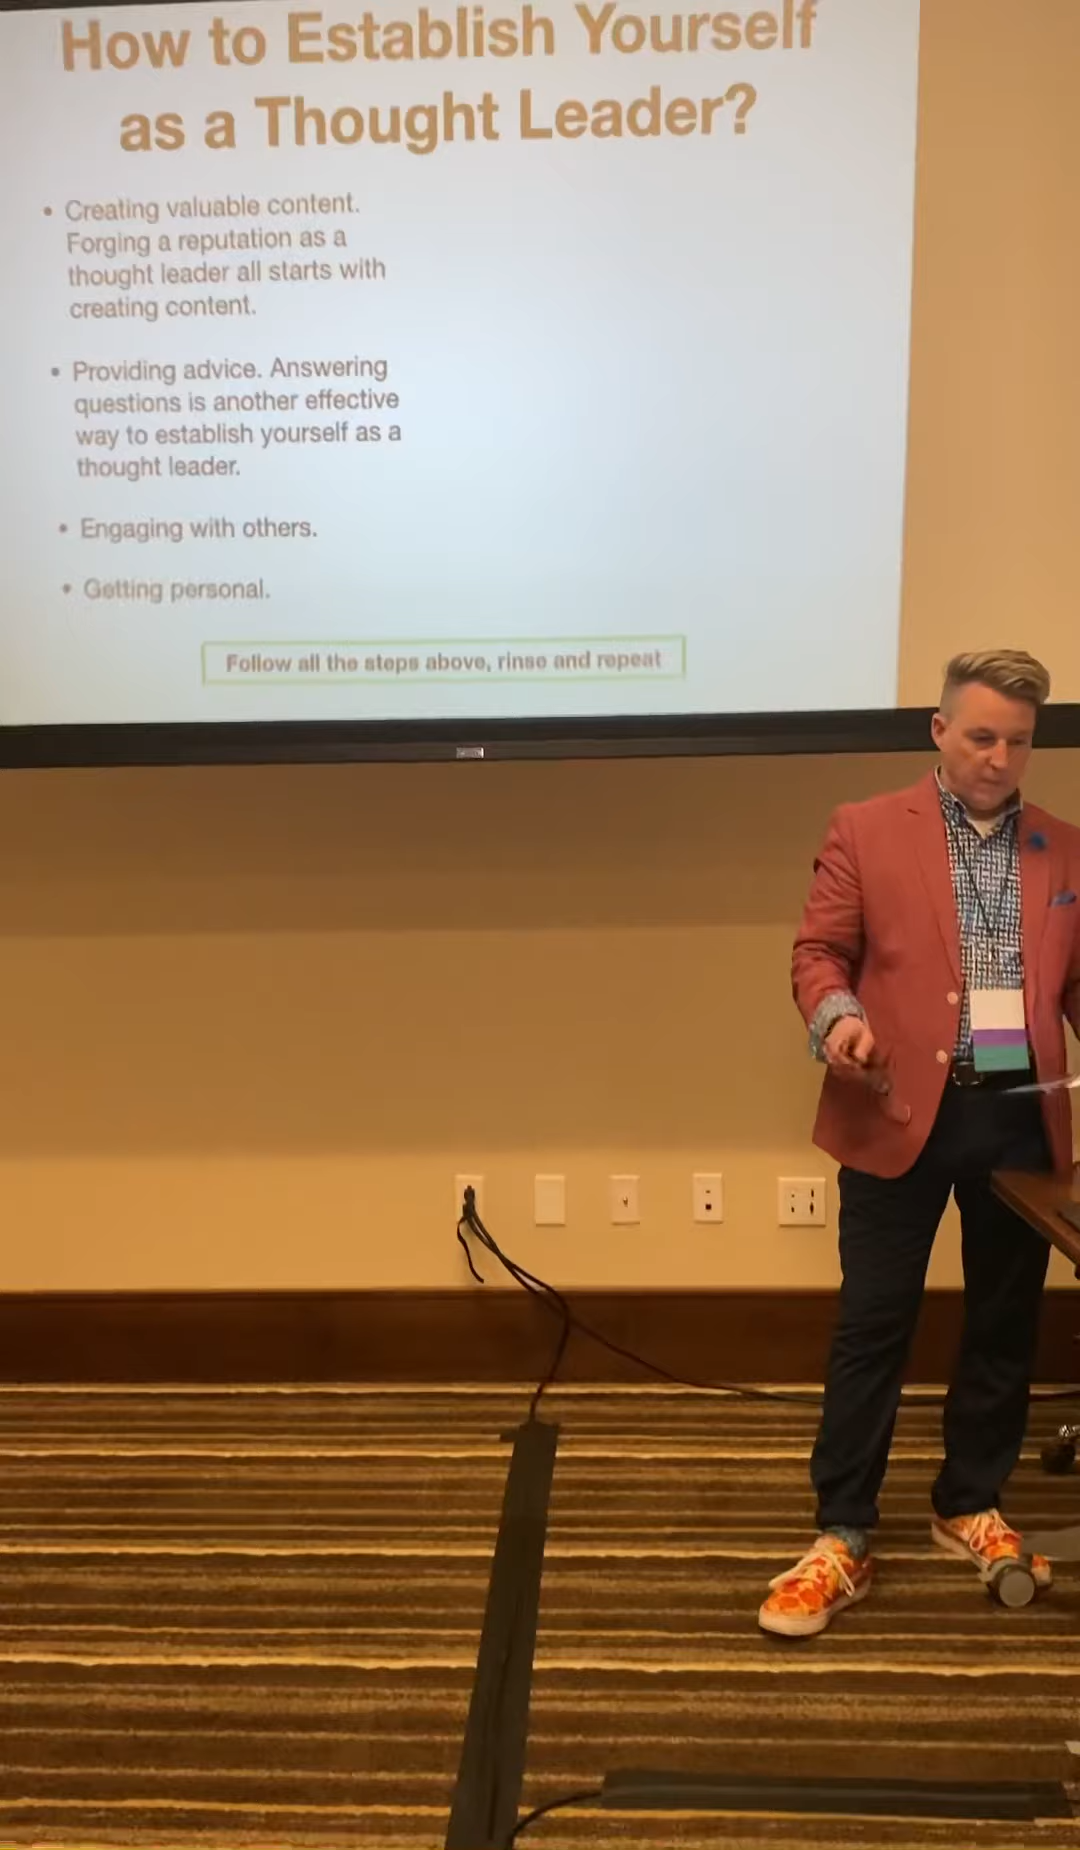 How to Establish Yourself
as a Thought Leader?
• Creating valuable content.
Forging a reputation as a
thought leader all starts with
creating content.
• Providing advice. Answering
questions is another effective
way to establish yourself as a
thought leader.
• Engaging with others.
• Getting personal.
Follow all the steps above, rinse and repeat